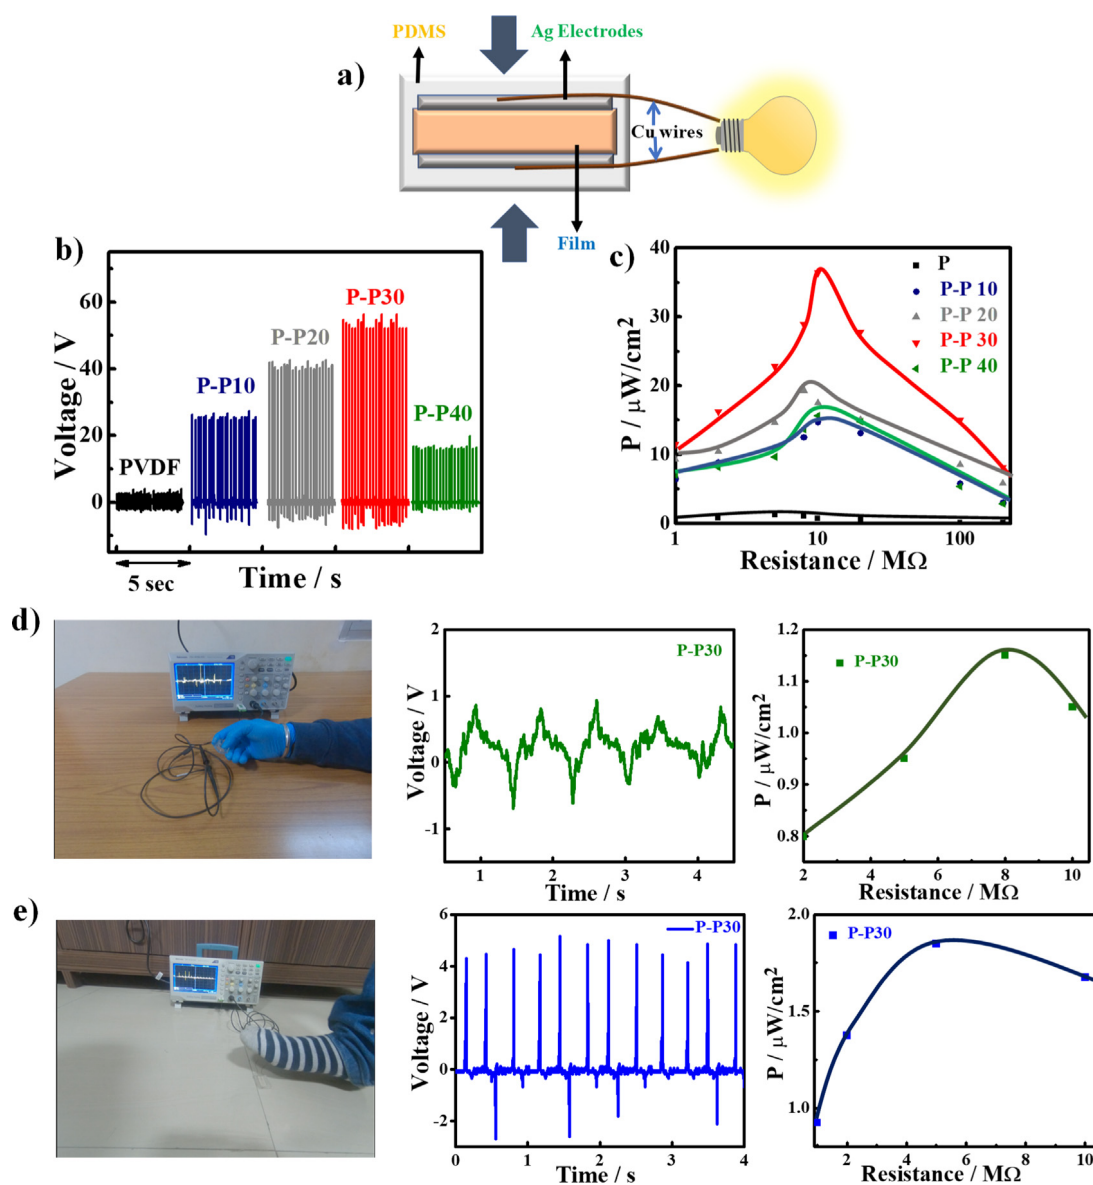 PDMS
Ag Electrodes
a)
Cu wires
Film
b)
Voltage / V
60
40
20
0
PVDF
P-P10
P-P20
P-P30
P-P40
5 sec
Time / s
c)
P / μW/cm2
40
30
20
10
0
P
P-P 10
P-P 20
P-P 30
P-P 40
1
10
100
Resistance / MΩ
d)
Voltage / V
2
1
0
-1
P-P30
1
2
3
4
Time / s
P / μW/cm2
1.2
1.1
1.0
0.9
0.8
P-P30
2
4
6
8
10
Resistance / MΩ
e)
Voltage / V
6
4
2
0
-2
P-P30
0
1
2
3
4
Time / s
P / μW/cm2
2.0
1.5
1.0
P-P30
2
4
6
8
10
Resistance / MΩ